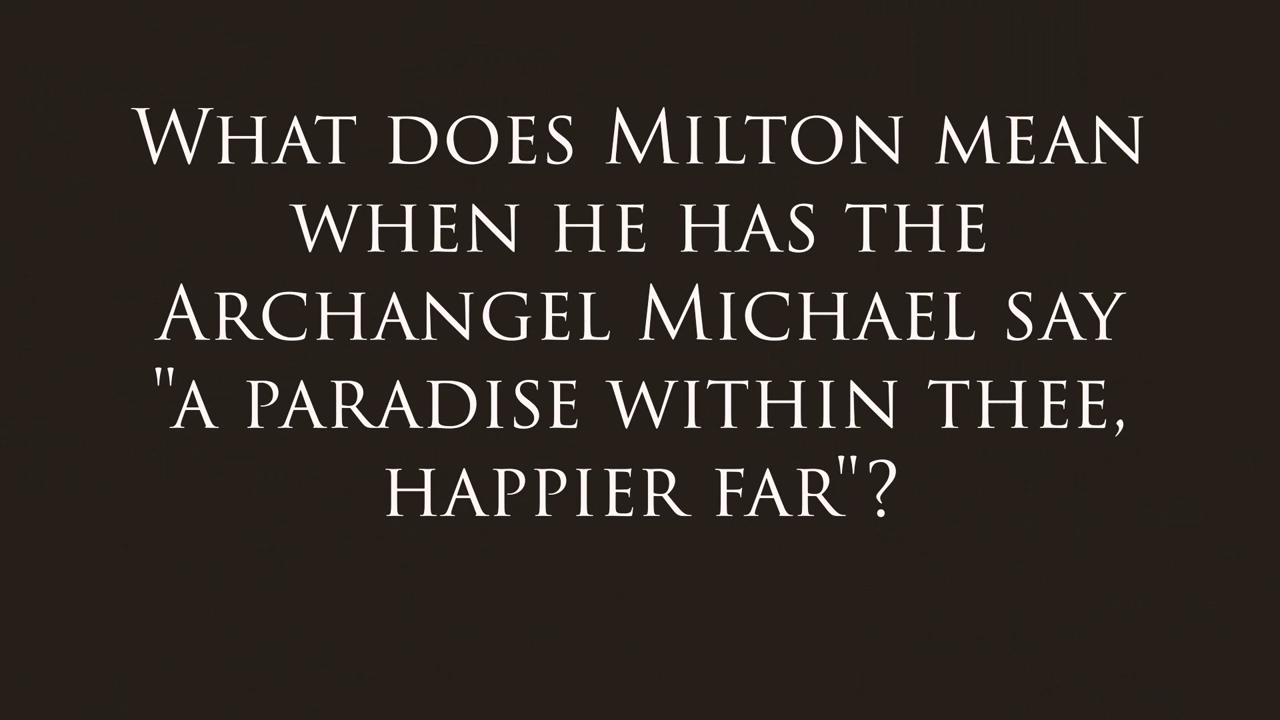 What does Milton mean
when he has the
Archangel Michael say
"a paradise within thee,
happier far"?